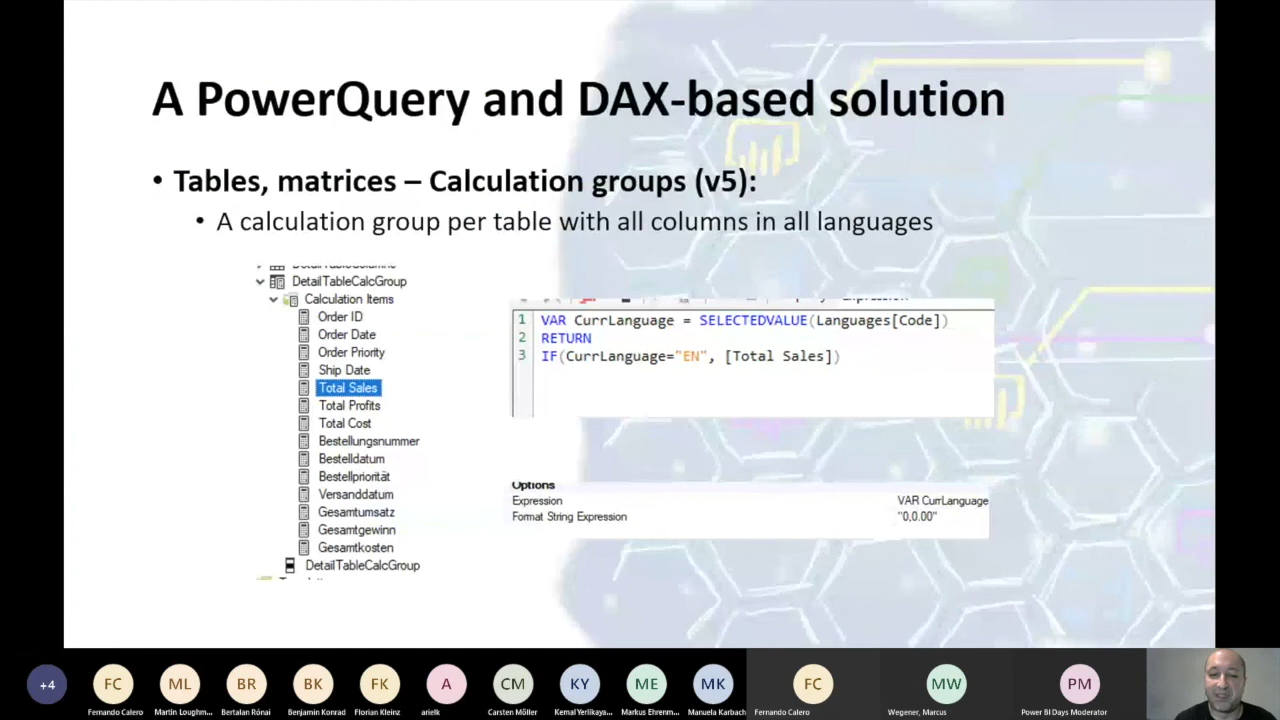 A PowerQuery and DAX-based solution
• Tables, matrices – Calculation groups (v5):
• A calculation group per table with all columns in all languages
DetailTableCalcGroup
Calculation Items
Order ID
Order Date
Order Priority
Ship Date
Total Sales
Total Profits
Total Cost
Bestellungsnummer
Bestelldatum
Bestellpriorität
Versanddatum
Gesamtumsatz
Gesamtgewinn
Gesamtkosten
DetailTableCalcGroup
1 VAR CurrLanguage = SELECTEDVALUE(Languages[Code])
2 RETURN
3 IF(CurrLanguage="EN", [Total Sales])
Options
Expression VAR CurrLanguage
Format String Expression "0,0.00"
+4
FC
ML
BR
BK
FK
A
CM
KY
ME
MK
FC
MW
PM
Fernando Calero
Martin Loughm...
Bertalan Rónai
Benjamin Konrad
Florian Kleinz
arielk
Carsten Möller
Kemal Yerlikaya...
Markus Ehrenm...
Manuela Karbach
Fernando Calero
Wegener, Marcus
Power BI Days Moderator